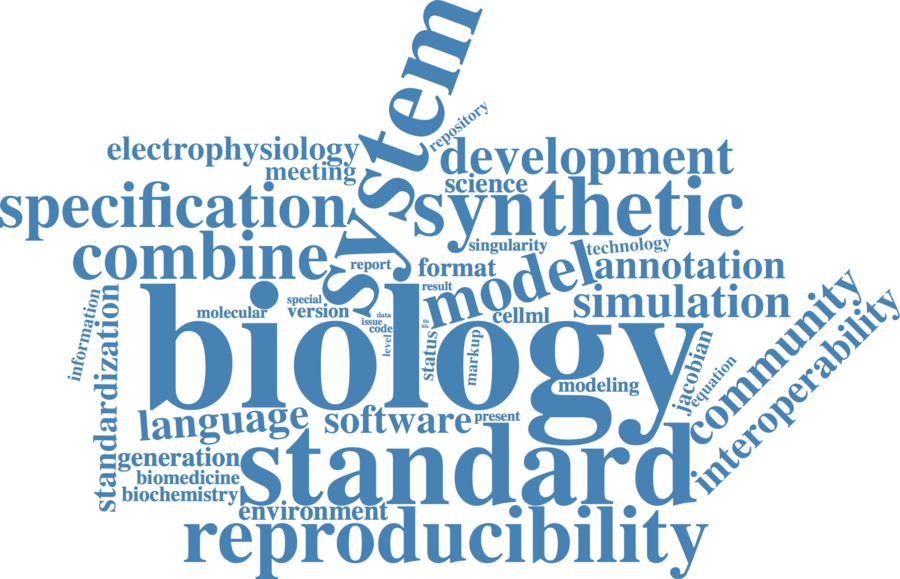 system
repository
electrophysiology
meeting
development
science
specification
synthetic
combine
singularity
technology
report
format
model
annotation
result
simulation
information
standardization
molecular
special
version
data
issue
code
level
file
life
cellml
biology
status
markup
modeling
jacobian
equation
community
interoperability
language
software
present
generation
standard
biomedicine
biochemistry
environment
reproducibility